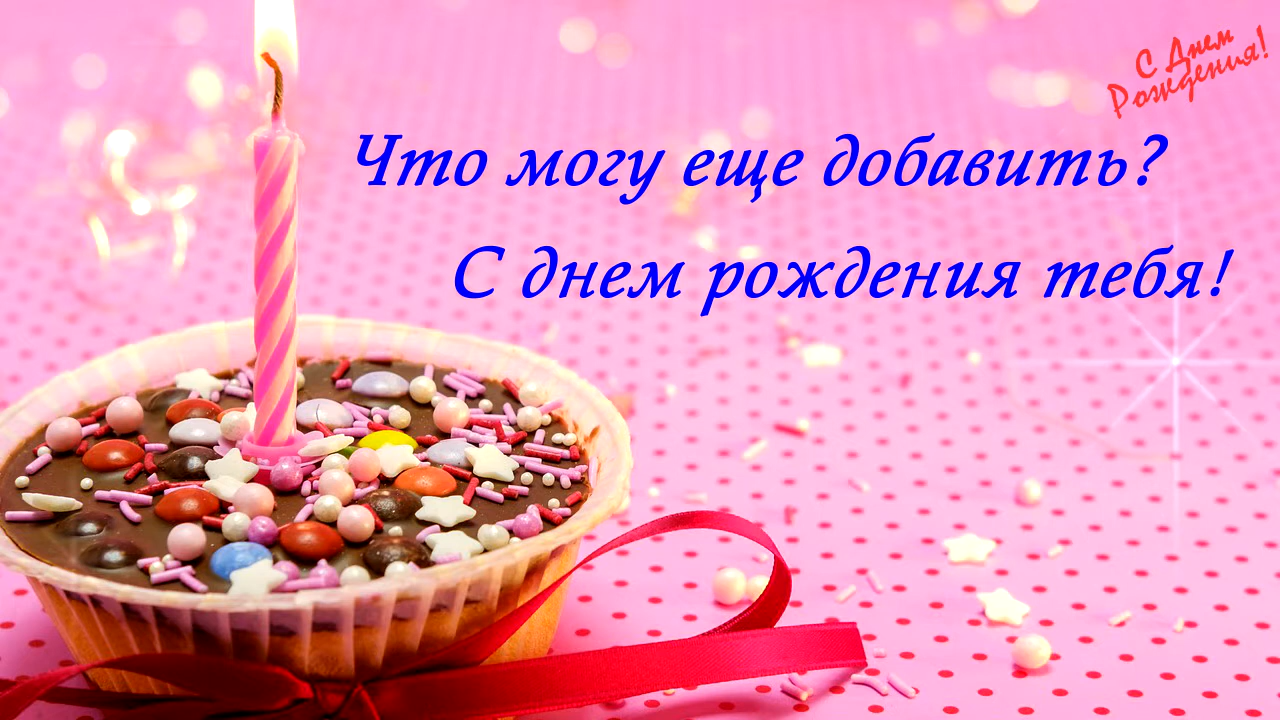 С Днем
Рождения!
Что могу еще добавить?
С днем рождения тебя!